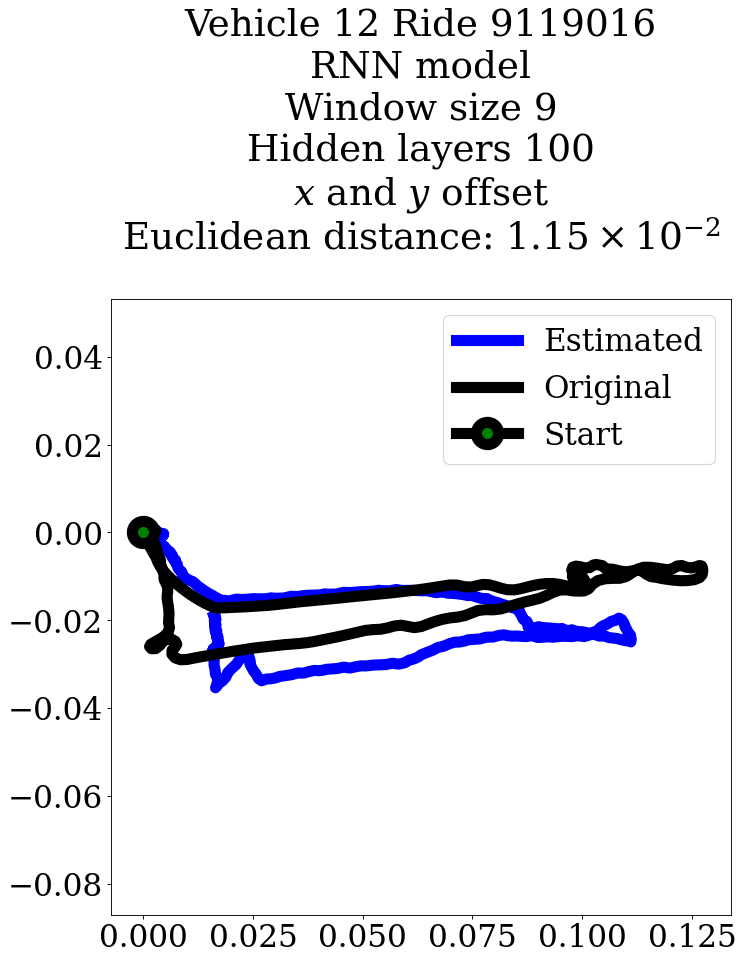 Vehicle 12 Ride 9119016
RNN model
Window size 9
Hidden layers 100
x and y offset
Euclidean distance: 1.15 × 10⁻²
Estimated
Original
Start
0.04
0.02
0.00
−0.02
−0.04
−0.06
−0.08
0.000 0.025 0.050 0.075 0.100 0.125